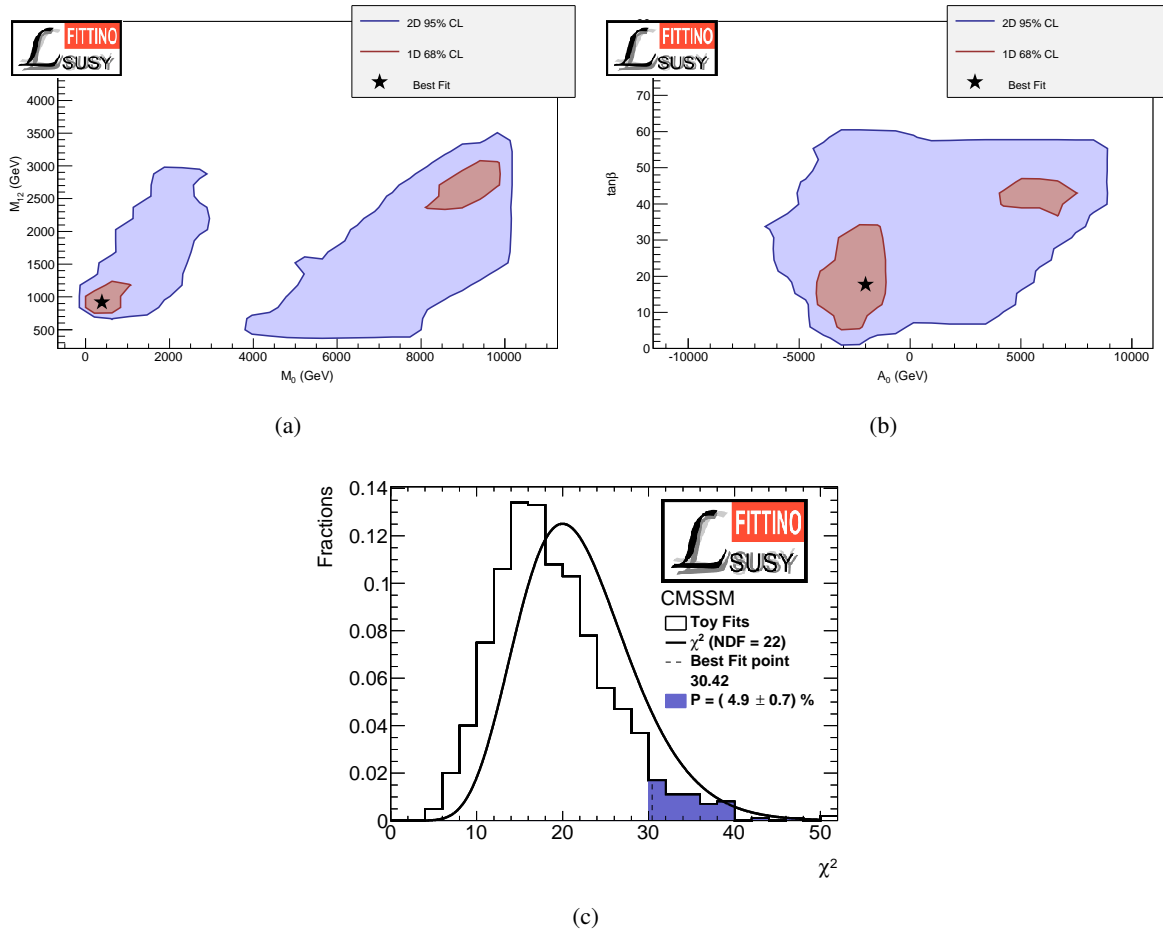 L FITTINO
SUSY
2D 95% CL
1D 68% CL
Best Fit
M12 (GeV)
4000
3500
3000
2500
2000
1500
1000
500
0 2000 4000 6000 8000 10000
M0 (GeV)
(a)
L FITTINO
SUSY
2D 95% CL
1D 68% CL
Best Fit
tanβ
70
60
50
40
30
20
10
0
-10000 -5000 0 5000 10000
A0 (GeV)
(b)
Fractions
0.14
0.12
0.1
0.08
0.06
0.04
0.02
0
0 10 20 30 40 50
χ²
L FITTINO
SUSY
CMSSM
Toy Fits
χ² (NDF = 22)
Best Fit point
30.42
P = ( 4.9 ± 0.7) %
(c)